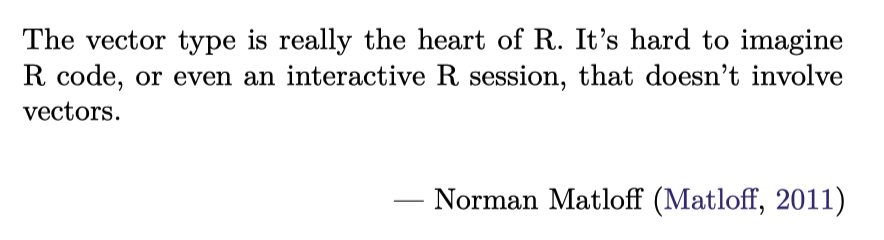 The vector type is really the heart of R. It’s hard to imagine
R code, or even an interactive R session, that doesn’t involve
vectors.
— Norman Matloff (Matloff, 2011)